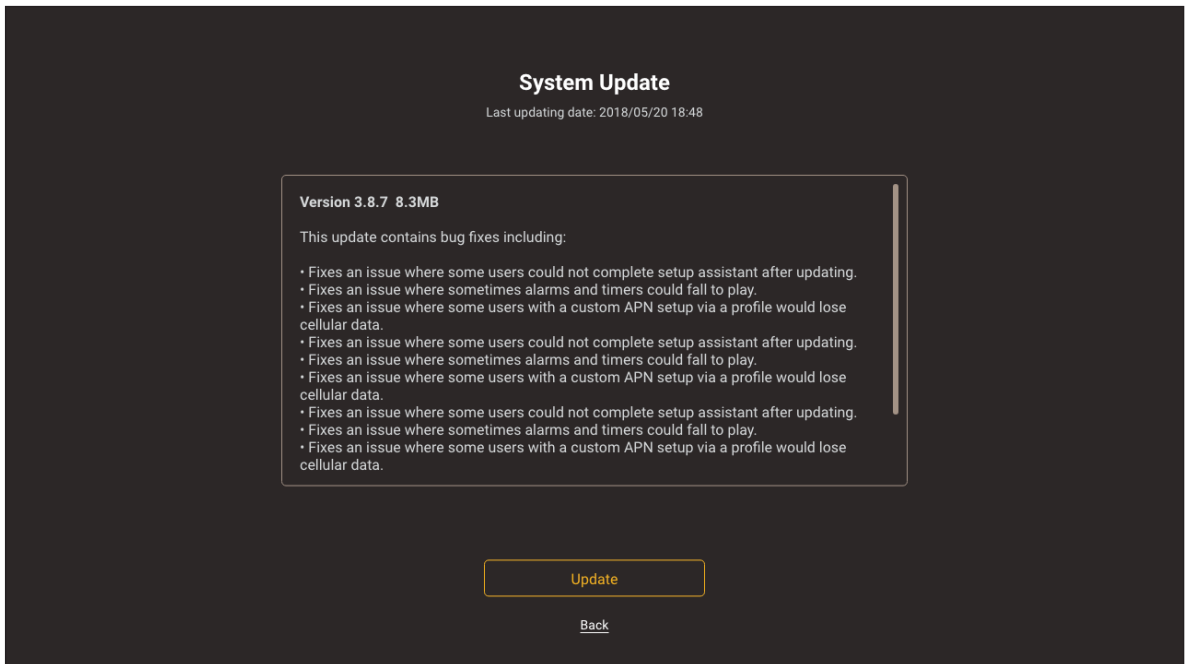 System Update
Last updating date: 2018/05/20 18:48
Version 3.8.7  8.3MB
This update contains bug fixes including:
• Fixes an issue where some users could not complete setup assistant after updating.
• Fixes an issue where sometimes alarms and timers could fall to play.
• Fixes an issue where some users with a custom APN setup via a profile would lose
cellular data.
• Fixes an issue where some users could not complete setup assistant after updating.
• Fixes an issue where sometimes alarms and timers could fall to play.
• Fixes an issue where some users with a custom APN setup via a profile would lose
cellular data.
• Fixes an issue where some users could not complete setup assistant after updating.
• Fixes an issue where sometimes alarms and timers could fall to play.
• Fixes an issue where some users with a custom APN setup via a profile would lose
cellular data.
Update
Back